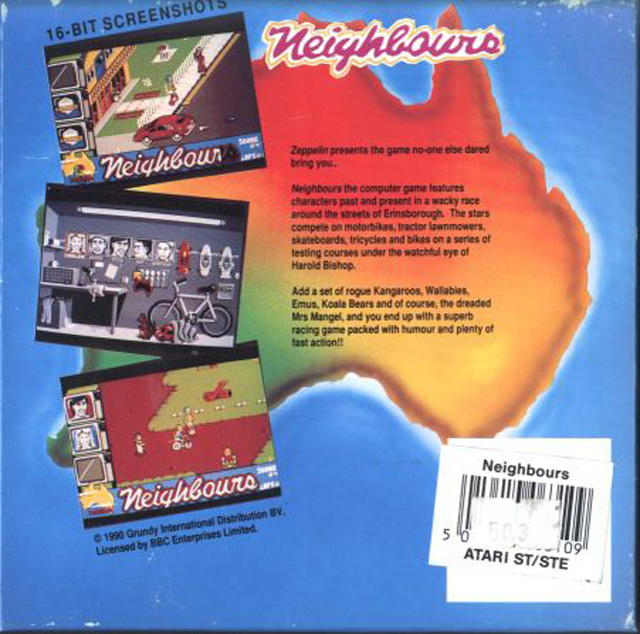 16-BIT SCREENSHOTS
Neighbours
Neighbours
Zeppelin presents the game no-one else dared
bring you..
Neighbours the computer game features
characters past and present in a wacky race
around the streets of Erinsborough. The stars
compete on motorbikes, tractor lawnmowers,
skateboards, tricycles and bikes on a series of
testing courses under the watchful eye of
Harold Bishop.
Add a set of rogue Kangaroos, Wallabies,
Emus, Koala Bears and of course, the dreaded
Mrs Mangel, and you end up with a superb
racing game packed with humour and plenty of
fast action!!
Neighbours
© 1990 Grundy International Distribution BV.
Licensed by BBC Enterprises Limited.
Neighbours
5 0 503 09
ATARI ST/STE